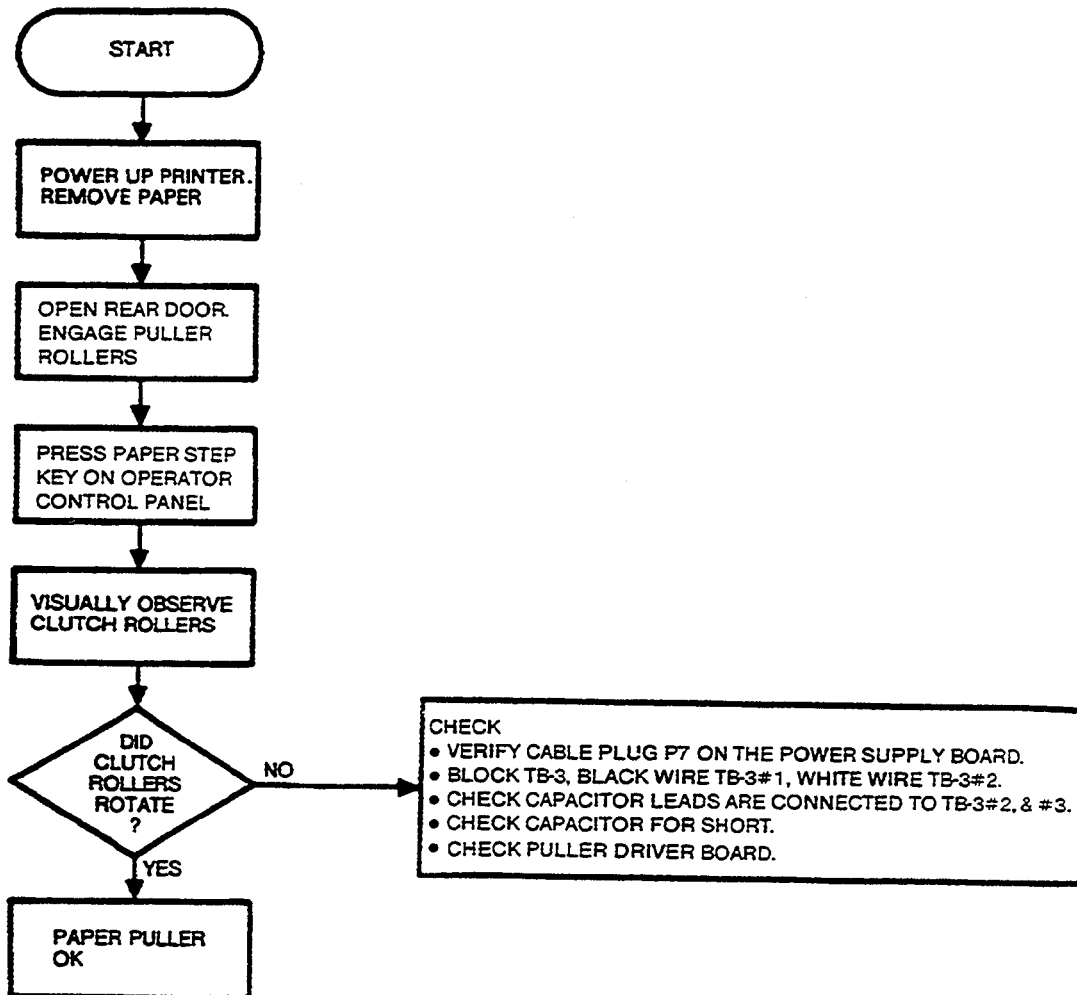 START
POWER UP PRINTER.
REMOVE PAPER
OPEN REAR DOOR.
ENGAGE PULLER
ROLLERS
PRESS PAPER STEP
KEY ON OPERATOR
CONTROL PANEL
VISUALLY OBSERVE
CLUTCH ROLLERS
DID
CLUTCH
ROLLERS
ROTATE
?
NO
CHECK
• VERIFY CABLE PLUG P7 ON THE POWER SUPPLY BOARD.
• BLOCK TB-3, BLACK WIRE TB-3#1, WHITE WIRE TB-3#2.
• CHECK CAPACITOR LEADS ARE CONNECTED TO TB-3#2, & #3.
• CHECK CAPACITOR FOR SHORT.
• CHECK PULLER DRIVER BOARD.
YES
PAPER PULLER
OK